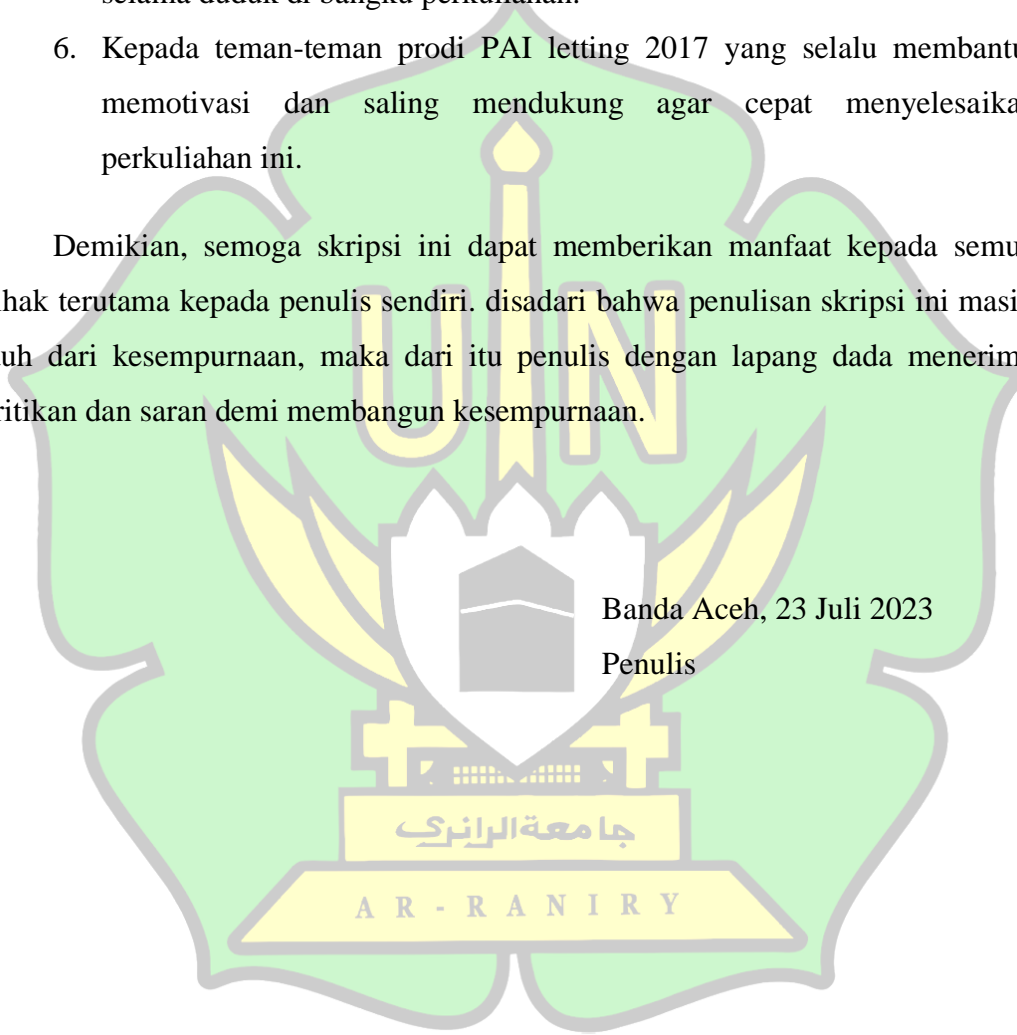 selama duduk di bangku perkuliahan.
6. Kepada teman-teman prodi PAI letting 2017 yang selalu membantu
memotivasi dan saling mendukung agar cepat menyelesaika
perkuliahan ini.
Demikian, semoga skripsi ini dapat memberikan manfaat kepada semu
hak terutama kepada penulis sendiri. disadari bahwa penulisan skripsi ini masi
uh dari kesempurnaan, maka dari itu penulis dengan lapang dada menerim
ritikan dan saran demi membangun kesempurnaan.
UIN
Banda Aceh, 23 Juli 2023
Penulis
جامعة الرانري
AR-RANIRY